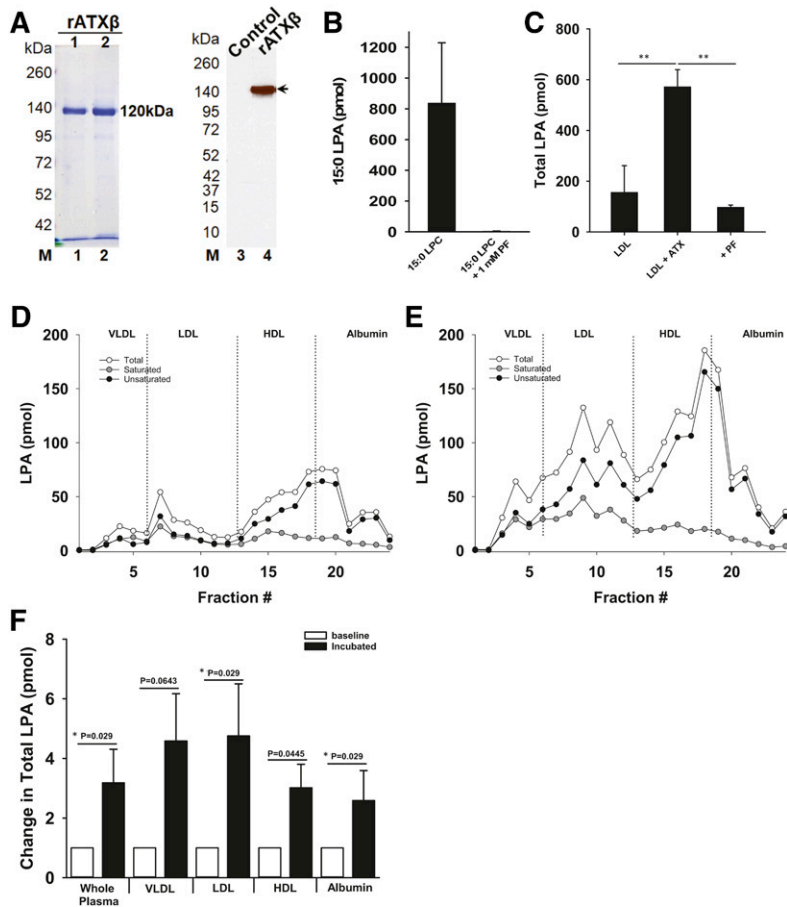 A
rATXβ
1 2
kDa
260
140
95
72
52
42
120kDa
M 1 2
Control
rATXβ
kDa
260
140
95
72
52
42
37
15
10
M 3 4
B
15:0 LPA (pmol)
1200
1000
800
600
400
200
0
15:0 LPC
15:0 LPC
+ 1 mM PF
C
Total LPA (pmol)
800
600
400
200
0
** **
LDL
LDL + ATX
+ PF
D
VLDL LDL HDL Albumin
Total
Saturated
Unsaturated
LPA (pmol)
200
150
100
50
0
5 10 15 20
Fraction #
E
VLDL LDL HDL Albumin
Total
Saturated
Unsaturated
LPA (pmol)
200
150
100
50
0
5 10 15 20
Fraction #
F
baseline
Incubated
Change in Total LPA (pmol)
8
6
4
2
0
* P=0.029
P=0.0643
* P=0.029
P=0.0445
* P=0.029
Whole
Plasma
VLDL
LDL
HDL
Albumin